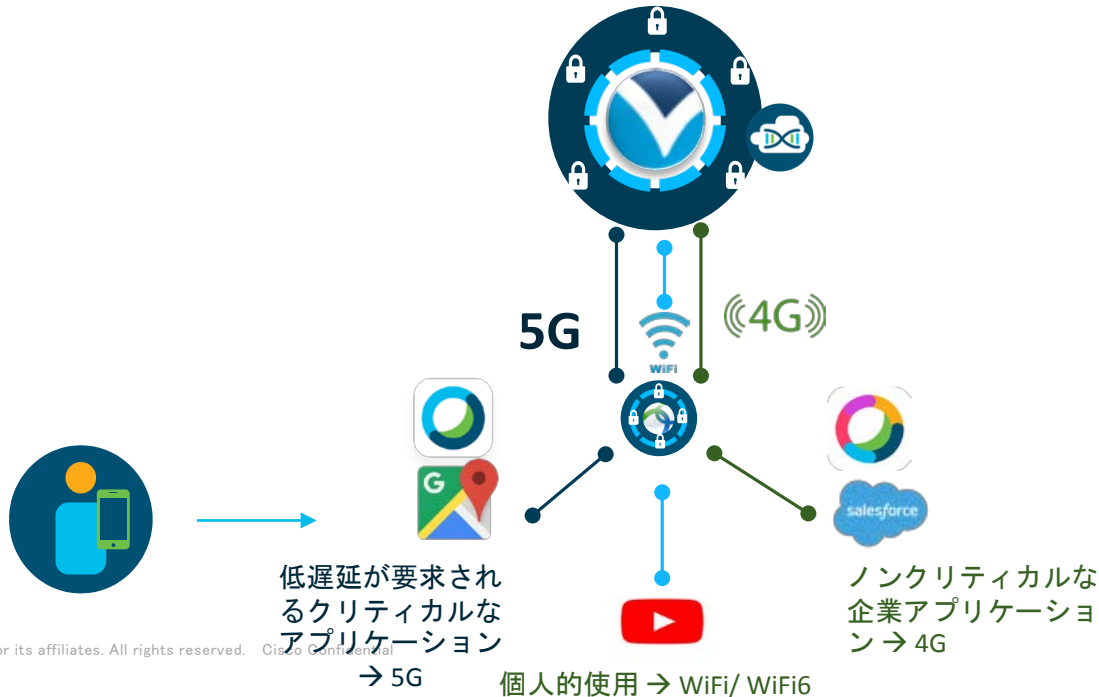 5G
WiFi
((4G))
G
salesforce
低遅延が要求され
るクリティカルな
アプリケーション
→ 5G
ノンクリティカルな
企業アプリケーショ
ン → 4G
個人的使用 → WiFi/ WiFi6
or its affiliates. All rights reserved. Cisco Confidential